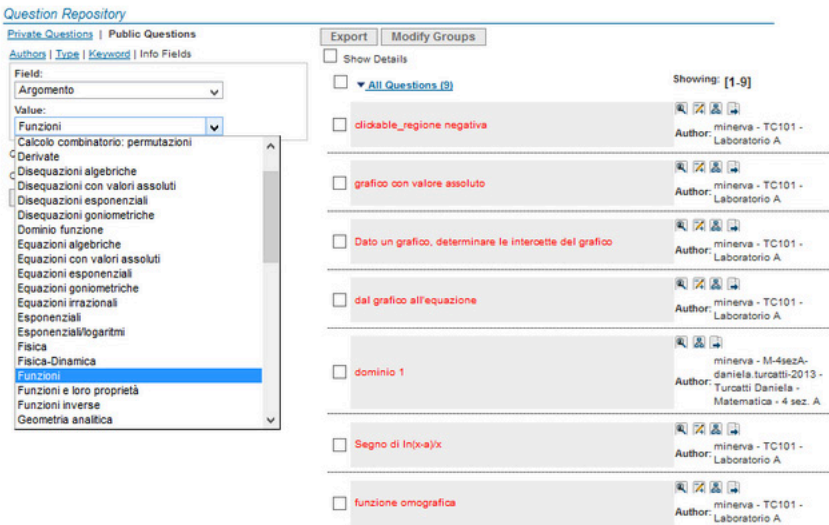 Question Repository
Private Questions | Public Questions
Authors | Type | Keyword | Info Fields
Field:
Argomento
Value:
Funzioni
Calcolo combinatorio: permutazioni
Derivate
Disequazioni algebriche
Disequazioni con valori assoluti
Disequazioni esponenziali
Disequazioni goniometriche
Dominio funzione
Equazioni algebriche
Equazioni con valori assoluti
Equazioni esponenziali
Equazioni goniometriche
Equazioni irrazionali
Esponenziali
Esponenziali/logaritmi
Fisica
Fisica-Dinamica
Funzioni
Funzioni e loro proprietà
Funzioni inverse
Geometria analitica
Export Modify Groups
Show Details
All Questions (9) Showing: [1-9]
clickable_regione negativa
Author: minerva - TC101 -
Laboratorio A
grafico con valore assoluto
Author: minerva - TC101 -
Laboratorio A
Dato un grafico, determinare le intercette del grafico
Author: minerva - TC101 -
Laboratorio A
dal grafico all'equazione
Author: minerva - TC101 -
Laboratorio A
dominio 1
minerva - M-4sezA-
Author: daniela.turcatti-2013 -
Turcatti Daniela -
Matematica - 4 sez. A
Segno di ln(x-a)/x
Author: minerva - TC101 -
Laboratorio A
funzione omografica
Author: minerva - TC101 -
Laboratorio A